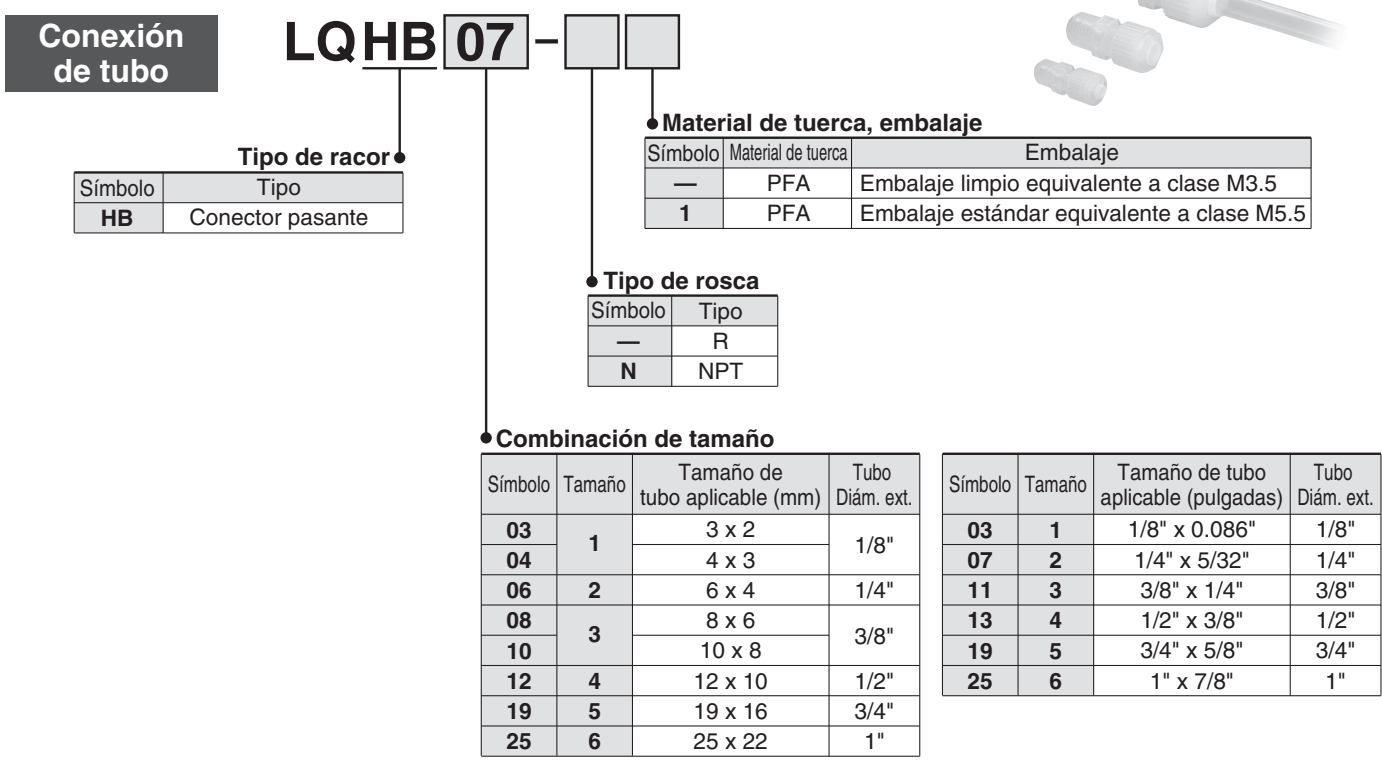 Conexión
de tubo
LQHB 07 -
Material de tuerca, embalaje
Símbolo Material de tuerca Embalaje
— PFA Embalaje limpio equivalente a clase M3.5
1 PFA Embalaje estándar equivalente a clase M5.5
Tipo de racor
Símbolo Tipo
HB Conector pasante
Tipo de rosca
Símbolo Tipo
— R
N NPT
Combinación de tamaño
Símbolo Tamaño Tamaño de tubo aplicable (mm) Tubo Diám. ext.
03 1 3 x 2 1/8"
04 4 x 3
06 2 6 x 4 1/4"
08 3 8 x 6 3/8"
10 10 x 8
12 4 12 x 10 1/2"
19 5 19 x 16 3/4"
25 6 25 x 22 1"
Símbolo Tamaño Tamaño de tubo aplicable (pulgadas) Tubo Diám. ext.
03 1 1/8" x 0.086" 1/8"
07 2 1/4" x 5/32" 1/4"
11 3 3/8" x 1/4" 3/8"
13 4 1/2" x 3/8" 1/2"
19 5 3/4" x 5/8" 3/4"
25 6 1" x 7/8" 1"